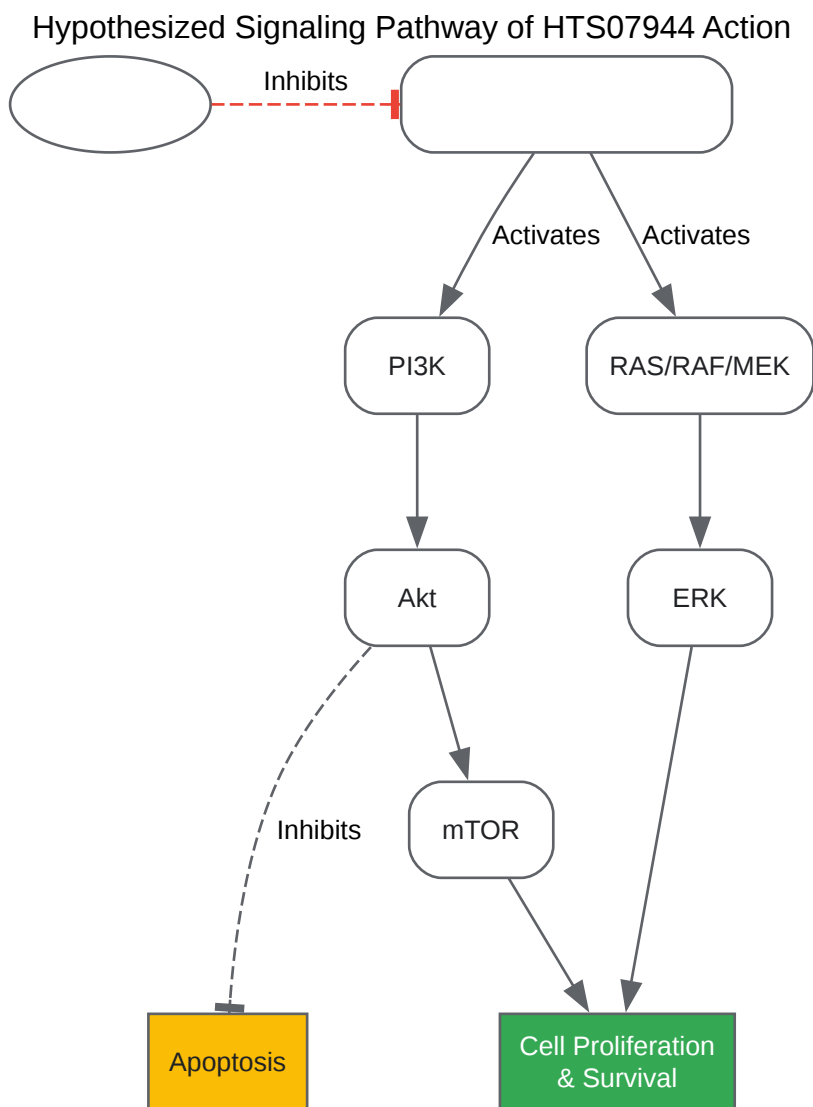 Hypothesized Signaling Pathway of HTS07944 Action
Inhibits
Activates
Activates
PI3K
RAS/RAF/MEK
Akt
ERK
mTOR
Inhibits
Apoptosis
Cell Proliferation
& Survival